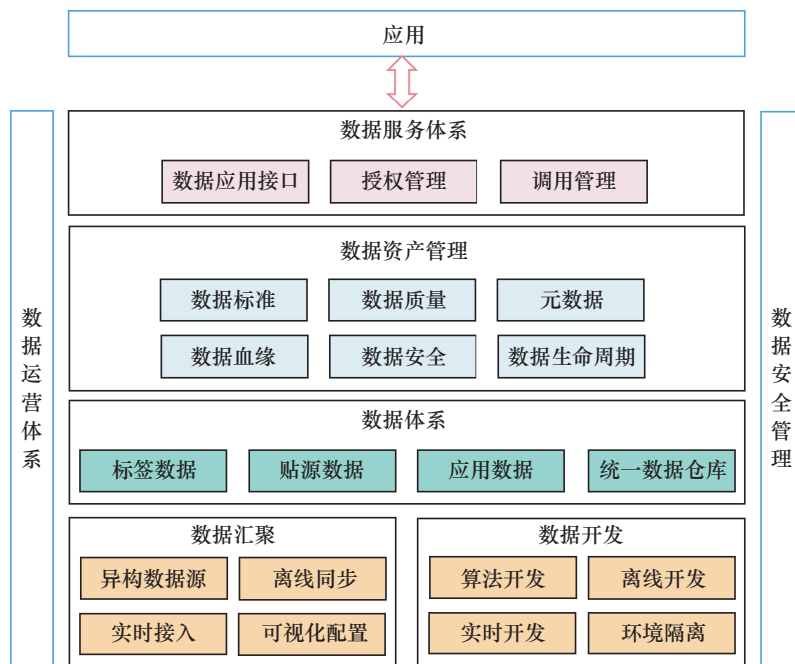 应用
数据服务体系
数据应用接口
授权管理
调用管理
数据资产管理
数据标准
数据质量
元数据
数据血缘
数据安全
数据生命周期
数据体系
标签数据
贴源数据
应用数据
统一数据仓库
数据汇聚
异构数据源
离线同步
实时接入
可视化配置
数据开发
算法开发
离线开发
实时开发
环境隔离
数据运营体系
数据安全管理